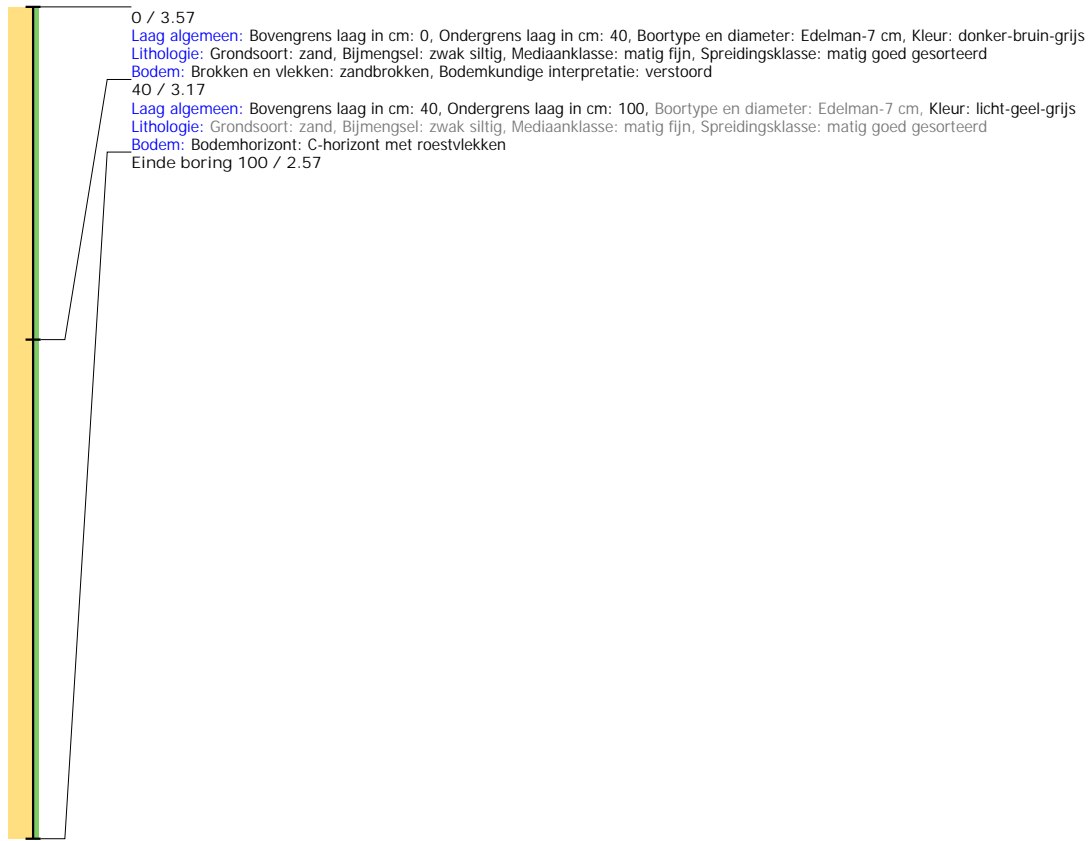 0 / 3.57
Laag algemeen: Bovengrens laag in cm: 0, Ondergrens laag in cm: 40, Boortype en diameter: Edelman-7 cm, Kleur: donker-bruin-grijs
Lithologie: Grondsoort: zand, Bijmengsel: zwak siltig, Mediaanklasse: matig fijn, Spreidingsklasse: matig goed gesorteerd
Bodem: Brokken en vlekken: zandbrokken, Bodemkundige interpretatie: verstoord
40 / 3.17
Laag algemeen: Bovengrens laag in cm: 40, Ondergrens laag in cm: 100, Boortype en diameter: Edelman-7 cm, Kleur: licht-geel-grijs
Lithologie: Grondsoort: zand, Bijmengsel: zwak siltig, Mediaanklasse: matig fijn, Spreidingsklasse: matig goed gesorteerd
Bodem: Bodemhorizont: C-horizont met roestvlekken
Einde boring 100 / 2.57